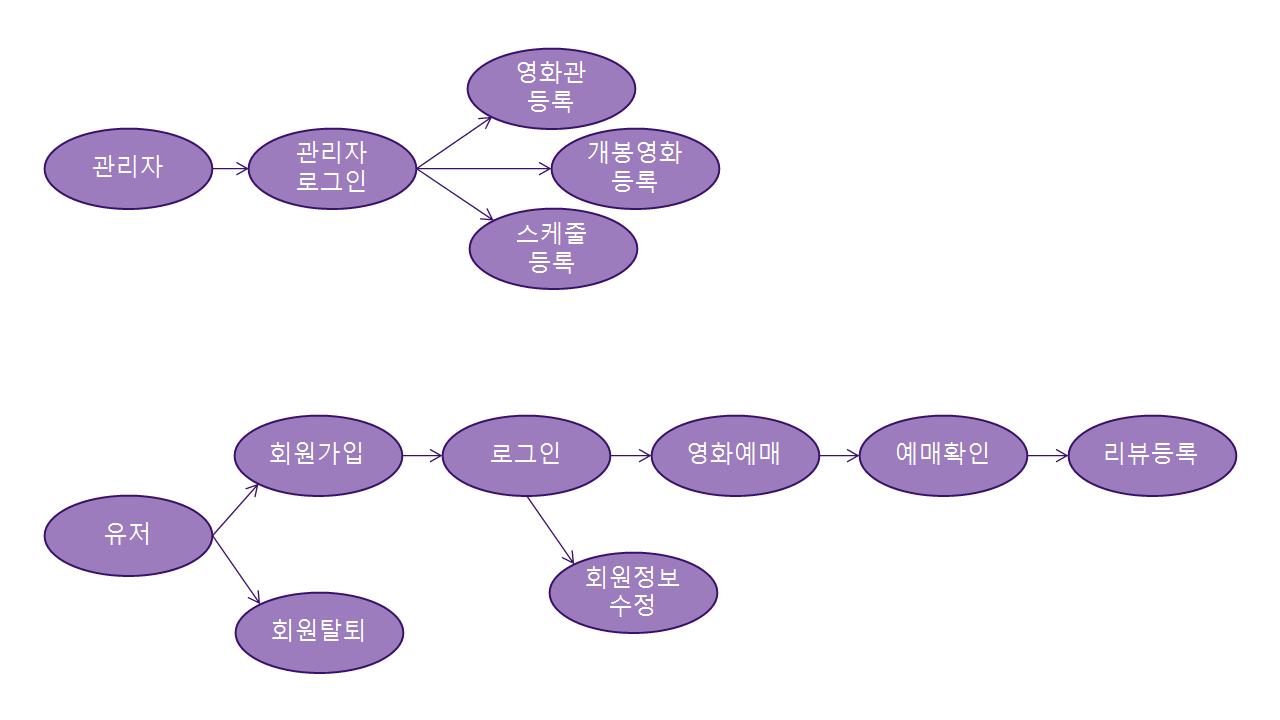 영화관
등록
관리자
관리자
로그인
개봉영화
등록
스케줄
등록
회원가입
로그인
영화예매
예매확인
리뷰등록
유저
회원정보
수정
회원탈퇴